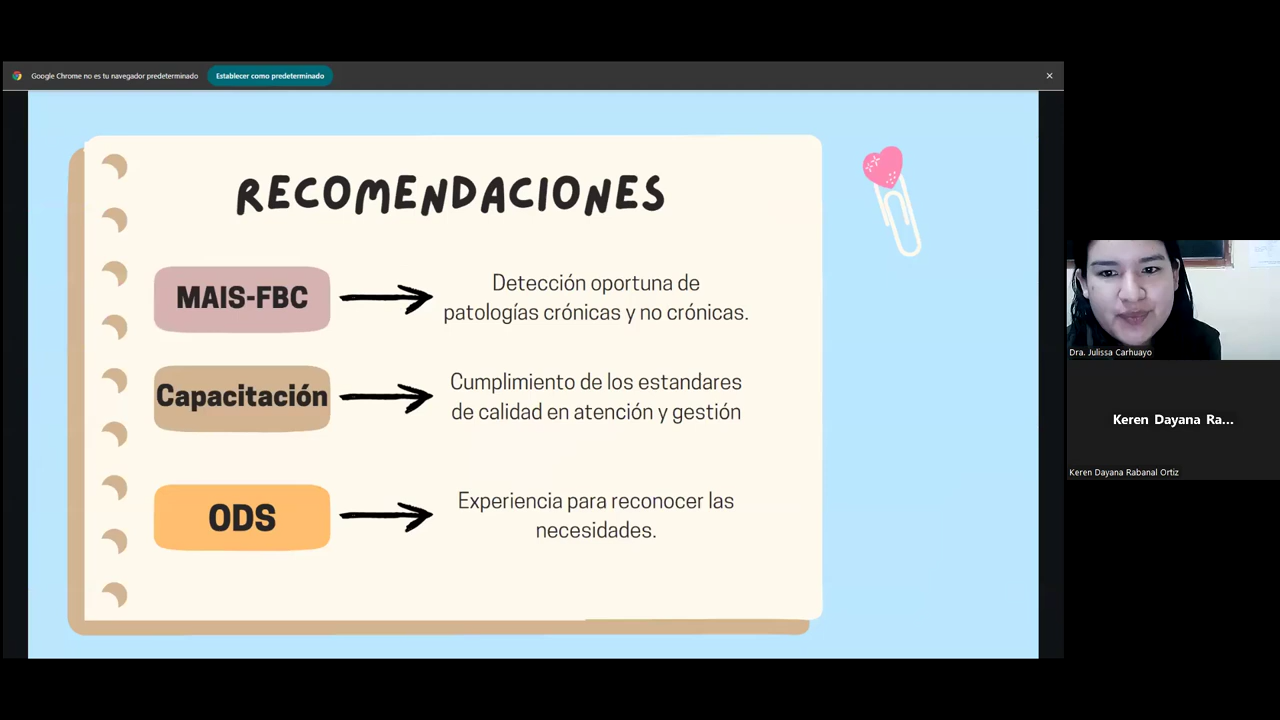 Google Chrome no es tu navegador predeterminado
Establecer como predeterminado
RECOMENDACIONES
MAIS-FBC
Detección oportuna de
patologías crónicas y no crónicas.
Capacitación
Cumplimiento de los estandares
de calidad en atención y gestión
ODS
Experiencia para reconocer las
necesidades.
Dra. Julissa Carhuayo
Keren Dayana Ra...
Keren Dayana Rabanal Ortiz